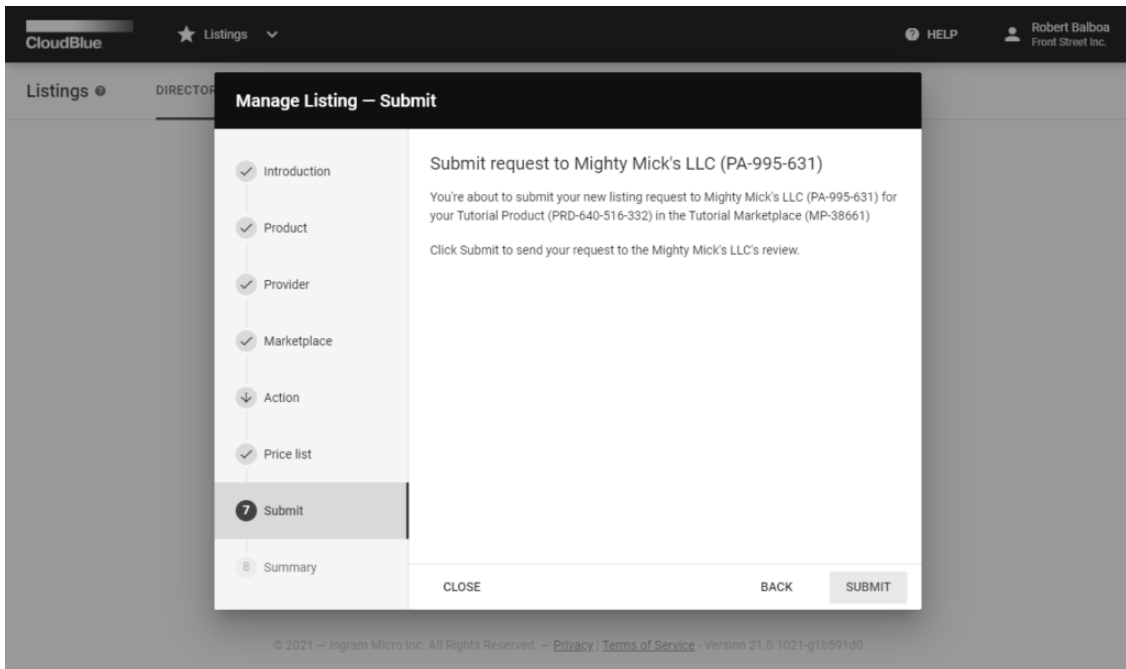 CloudBlue
Listings
HELP
Robert Balboa
Front Street Inc.
Listings
DIRECTOR
Manage Listing — Submit
Introduction
Product
Provider
Marketplace
Action
Price list
7 Submit
8 Summary
Submit request to Mighty Mick's LLC (PA-995-631)
You're about to submit your new listing request to Mighty Mick's LLC (PA-995-631) for
your Tutorial Product (PRD-640-516-332) in the Tutorial Marketplace (MP-38661)
Click Submit to send your request to the Mighty Mick's LLC's review.
CLOSE
BACK
SUBMIT
© 2021 — Ingram Micro Inc. All Rights Reserved. — Privacy | Terms of Service - Version 21.0.1021-g1b591d0